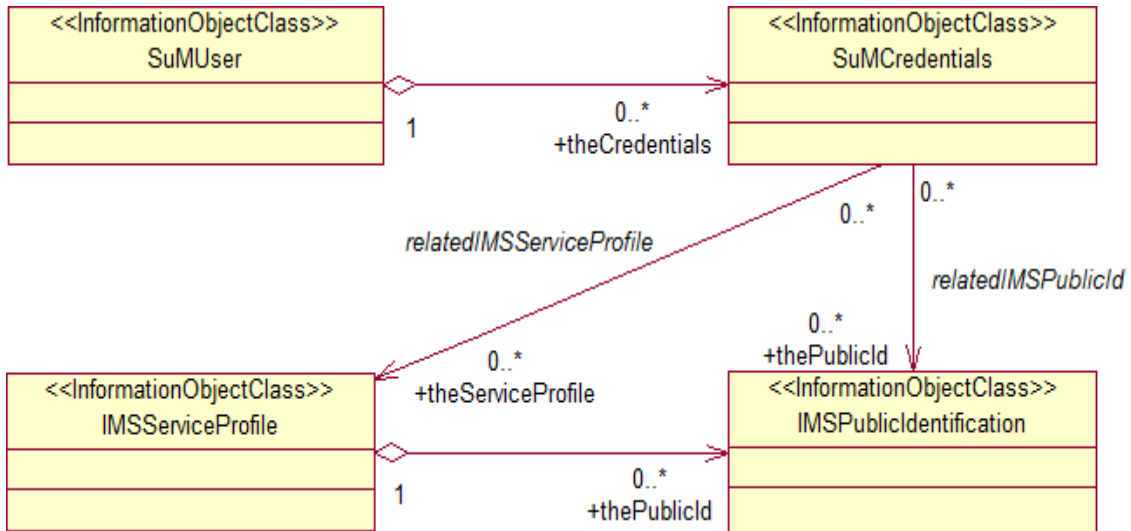 <<InformationObjectClass>>
SuMUser
<<InformationObjectClass>>
SuMCredentials
1
0..*
+theCredentials
0..*
0..*
relatedIMSServiceProfile
relatedIMSPublicId
0..*
+thePublicId
0..*
+theServiceProfile
<<InformationObjectClass>>
IMSServiceProfile
<<InformationObjectClass>>
IMSPublicIdentification
1
0..*
+thePublicId